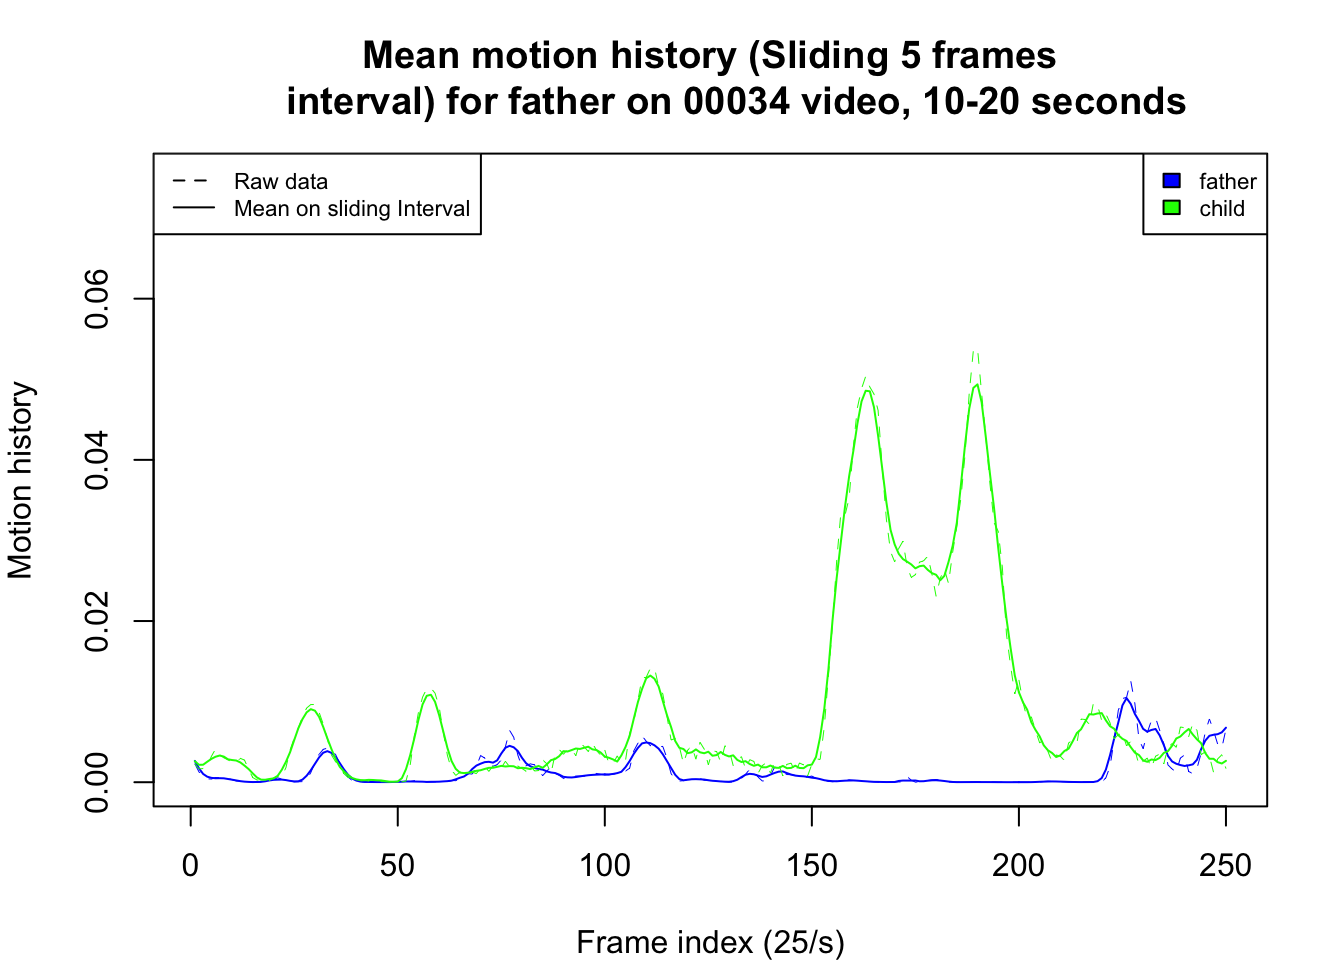 Mean motion history (Sliding 5 frames
interval) for father on 00034 video, 10-20 seconds
Raw data
Mean on sliding Interval
father
child
Motion history
0.06
0.04
0.02
0.00
0 50 100 150 200 250
Frame index (25/s)